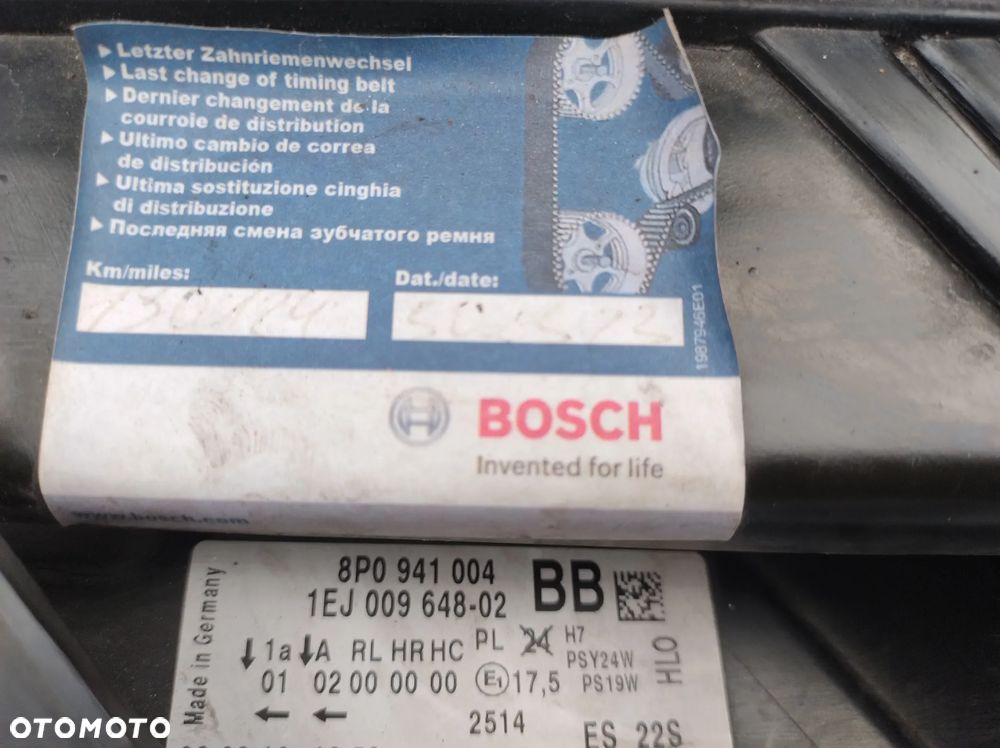 ▶ Letzter Zahnriemenwechsel
▶ Last change of timing belt
▶ Dernier changement de la
courroie de distribution
▶ Ultimo cambio de correa
de distribución
▶ Ultima sostituzione cinghia
di distribuzione
▶ Последняя смена зубчатого ремня
Km/miles:
Dat./date:
1987946E01
BOSCH
Invented for life
www.bosch.com
Made in Germany
8P0 941 004 BB
1EJ 009 648-02
↓1a ↓A RL HR HC PL 24 H7
PSY24W
01 02 00 00 00 E1 17,5 PS19W
HLO
← ← 2514
ES 22S
OTOMOTO